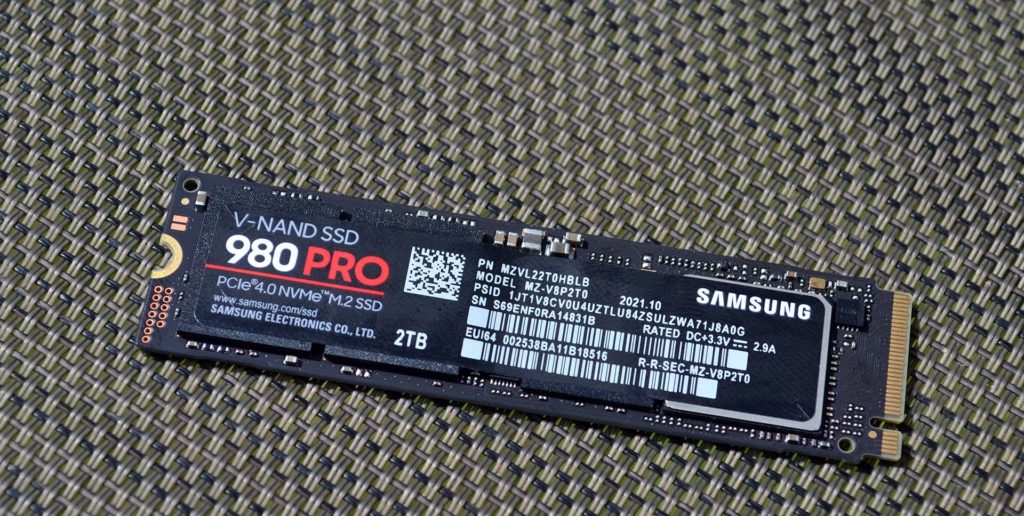 V-NAND SSD
980 PRO
PCIe®4.0 NVMe™M.2 SSD
www.samsung.com/ssd
SAMSUNG ELECTRONICS CO., LTD.
2TB
PN MZVL22T0HBLB
MODEL MZ-V8P2T0 2021.10
PSID 1JT1V8CV0U4UZTLU84ZSULZWA71J8A0G
SN S69ENF0RA14831B RATED DC+3.3V 2.9A
EUI64 002538BA11B18516 R-R-SEC-MZ-V8P2T0
SAMSUNG